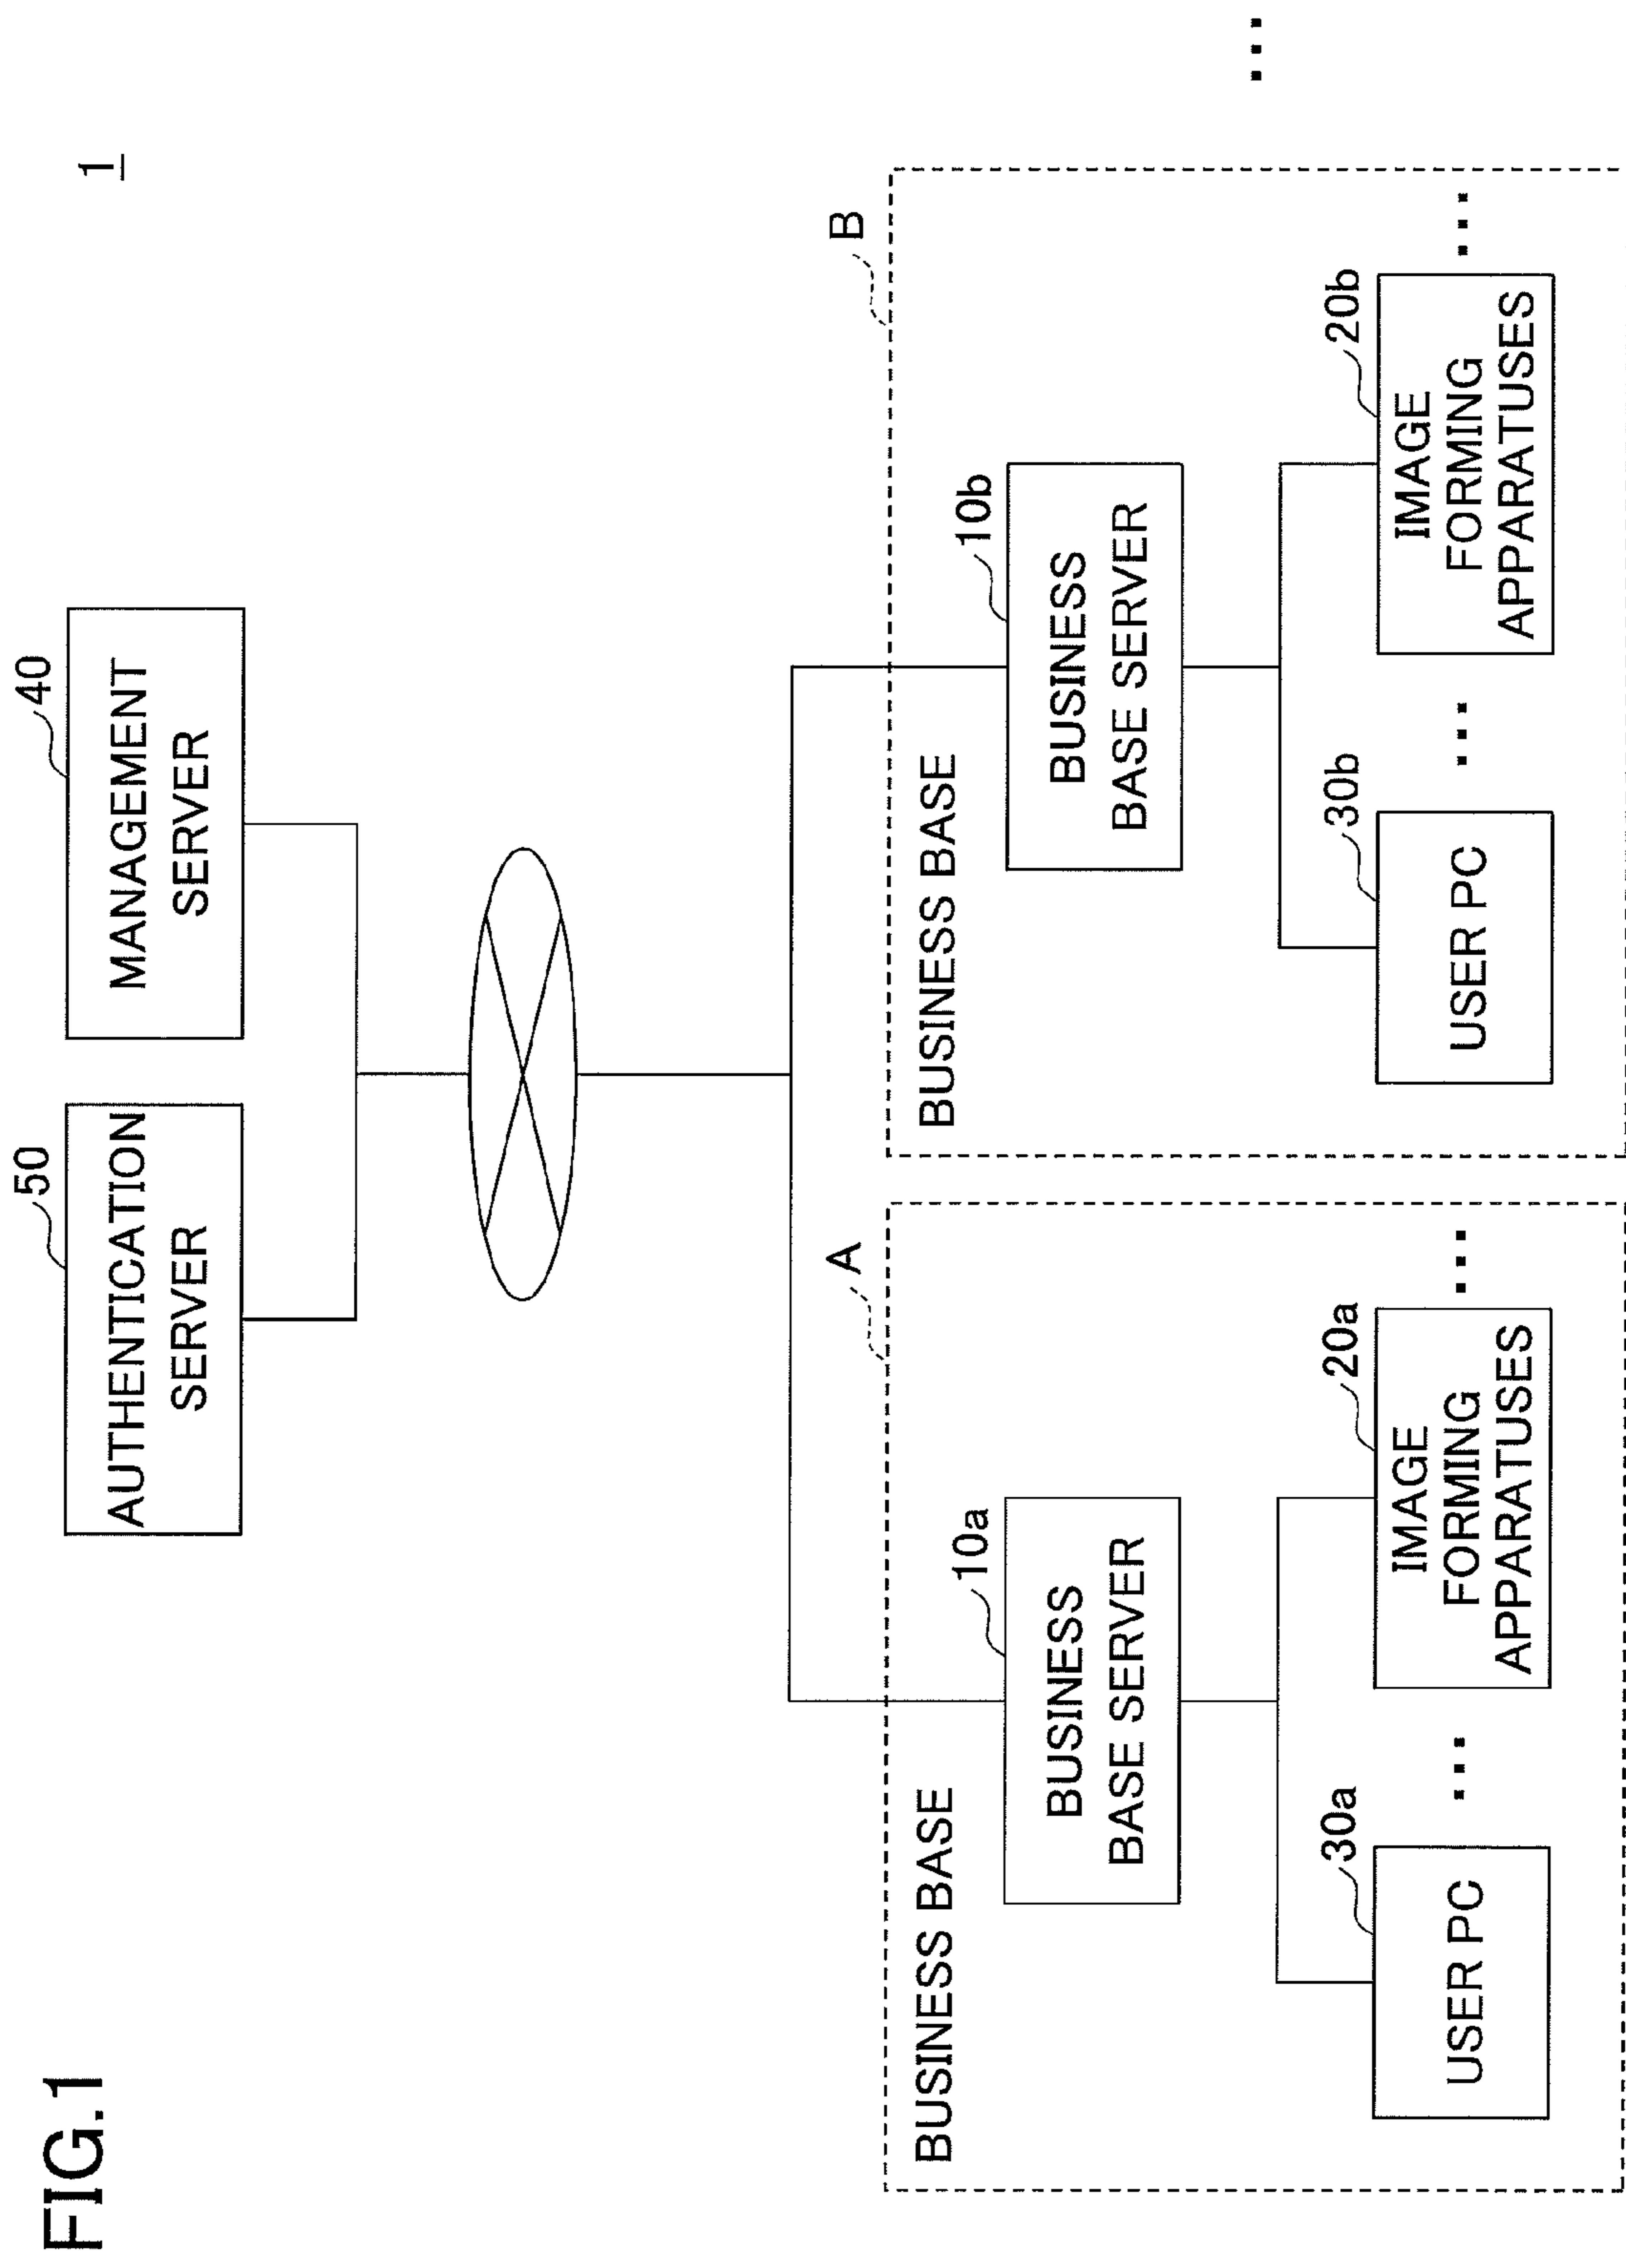 FIG.1
1
50
AUTHENTICATION
SERVER
40
MANAGEMENT
SERVER
A
BUSINESS BASE
10a
BUSINESS
BASE SERVER
30a
USER PC
...
20a
IMAGE
FORMING
APPARATUSES
...
B
BUSINESS BASE
10b
BUSINESS
BASE SERVER
30b
USER PC
...
20b
IMAGE
FORMING
APPARATUSES
...
...